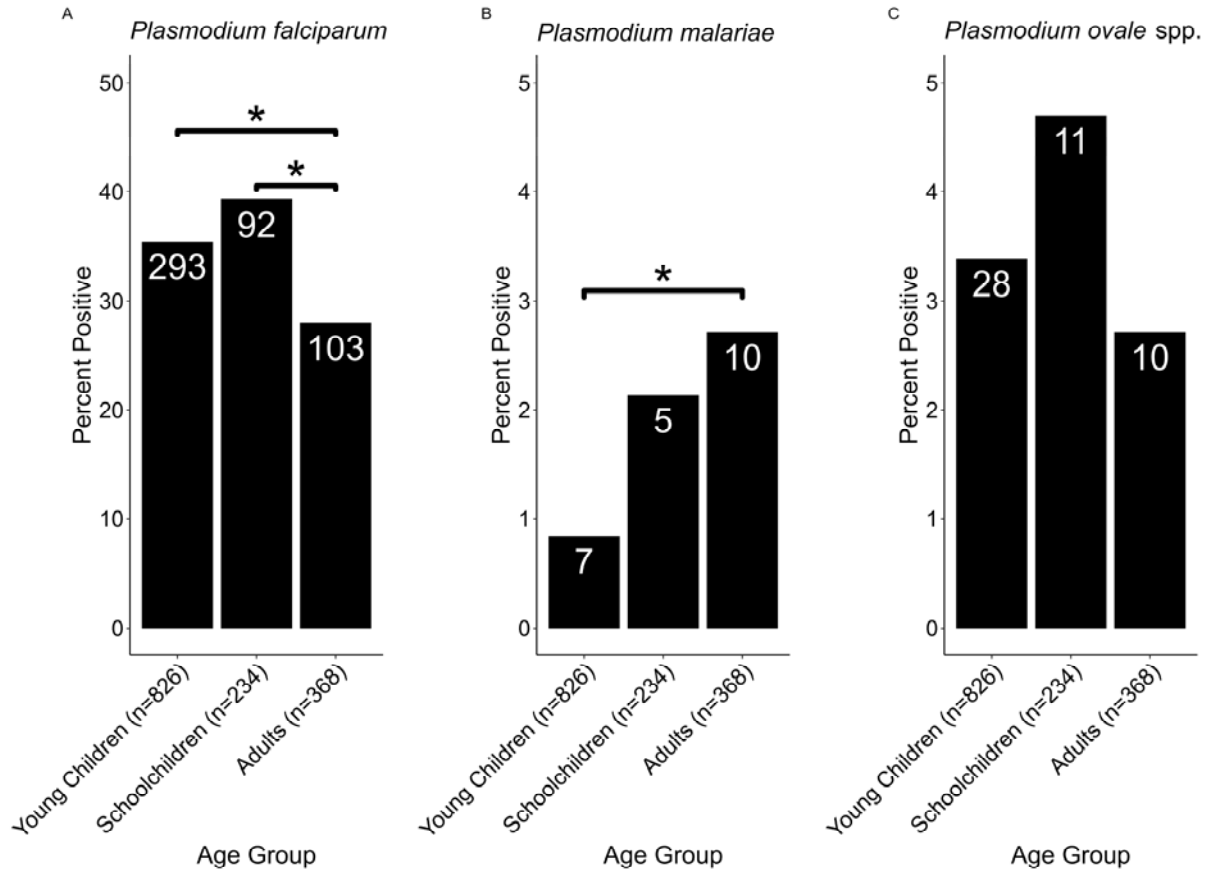 A
Plasmodium falciparum
Percent Positive
50
40
30
20
10
0
*
*
293
92
103
Young Children (n=826)
Schoolchildren (n=234)
Adults (n=368)
Age Group
B
Plasmodium malariae
Percent Positive
5
4
3
2
1
0
*
7
5
10
Young Children (n=826)
Schoolchildren (n=234)
Adults (n=368)
Age Group
C
Plasmodium ovale spp.
Percent Positive
5
4
3
2
1
0
28
11
10
Young Children (n=826)
Schoolchildren (n=234)
Adults (n=368)
Age Group